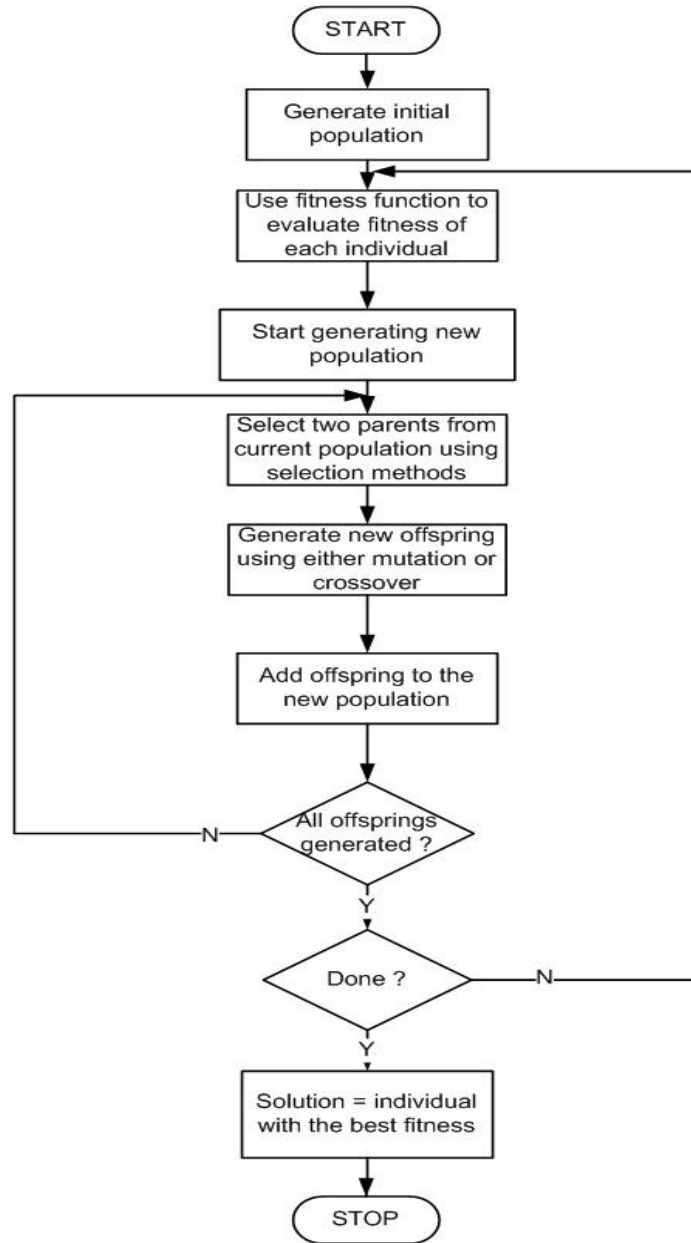 START
Generate initial
population
Use fitness function to
evaluate fitness of
each individual
Start generating new
population
Select two parents from
current population using
selection methods
Generate new offspring
using either mutation or
crossover
Add offspring to the
new population
All offsprings
generated ?
N
Y
Done ?
N
Y
Solution = individual
with the best fitness
STOP